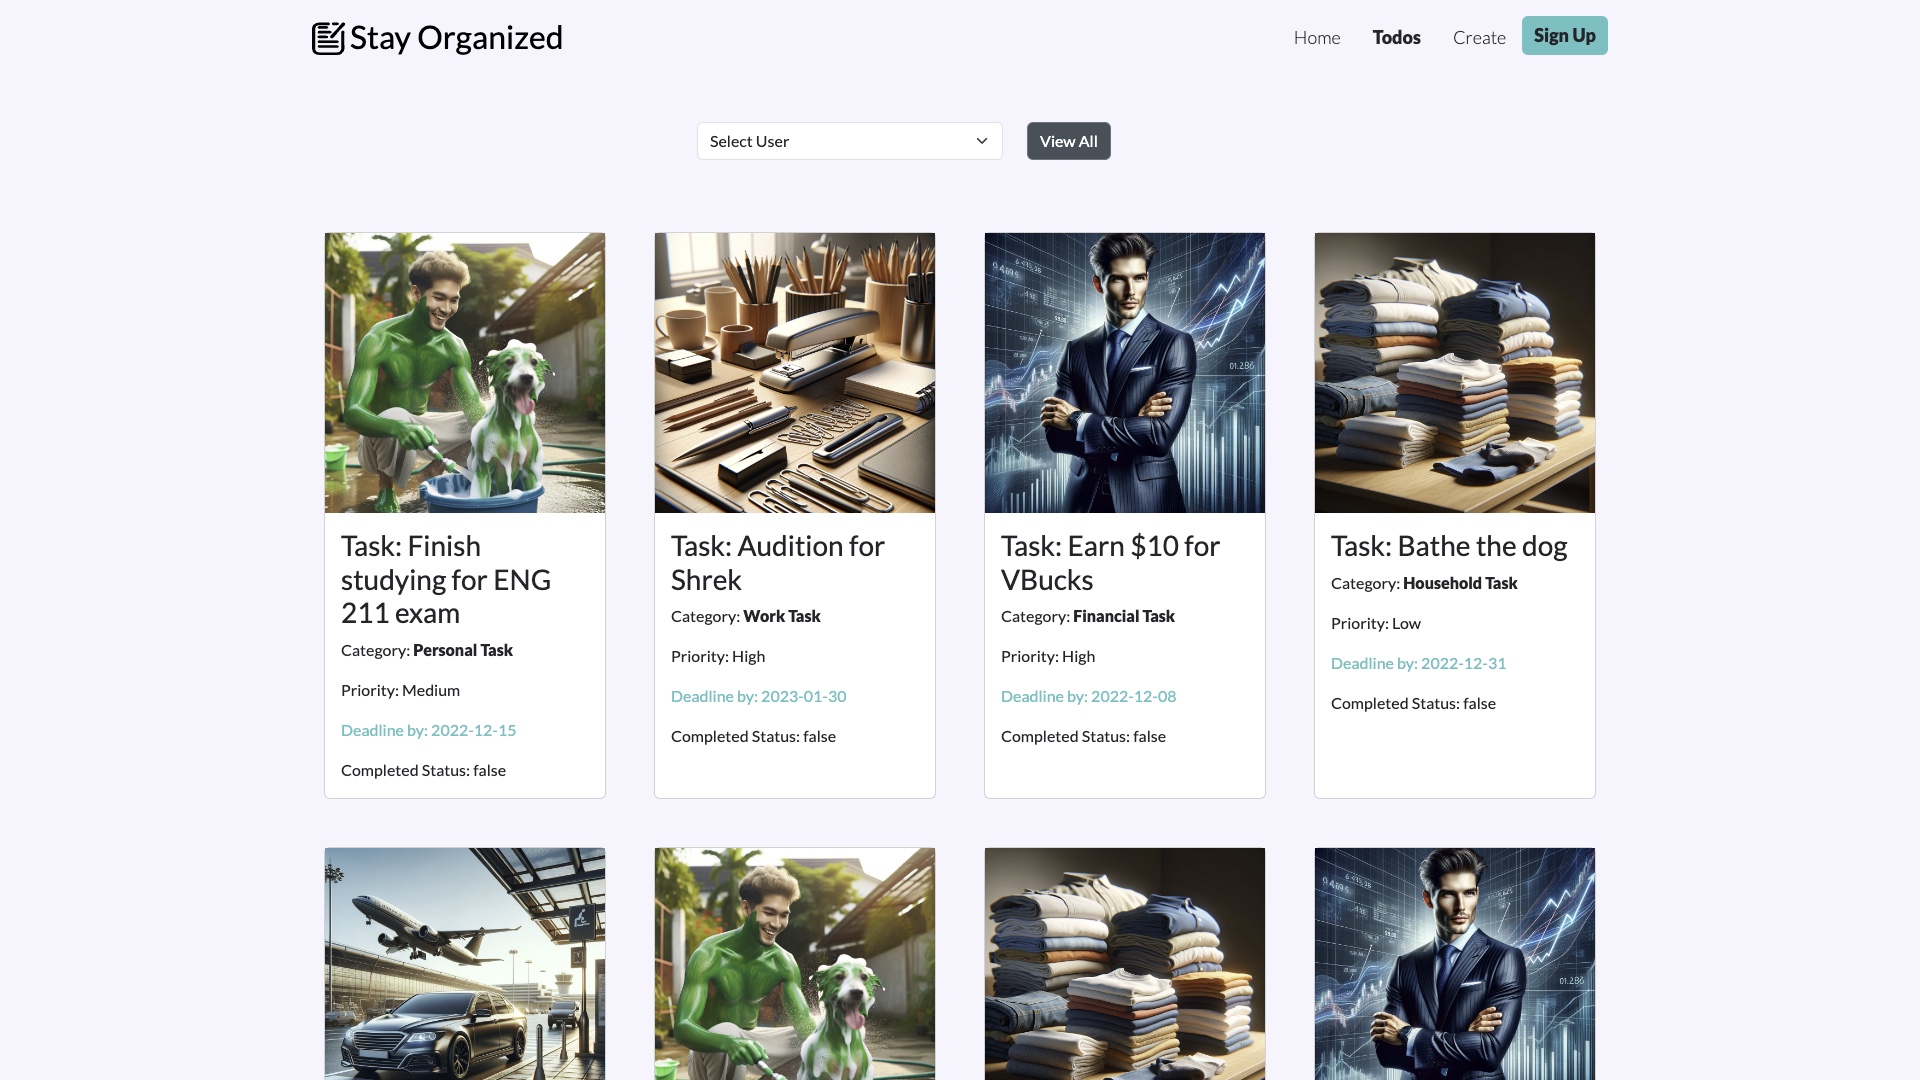 Stay Organized
Home
Todos
Create
Sign Up
Select User
View All
Task: Finish
studying for ENG
211 exam
Category: Personal Task
Priority: Medium
Deadline by: 2022-12-15
Completed Status: false
Task: Audition for
Shrek
Category: Work Task
Priority: High
Deadline by: 2023-01-30
Completed Status: false
Task: Earn $10 for
VBucks
Category: Financial Task
Priority: High
Deadline by: 2022-12-08
Completed Status: false
Task: Bathe the dog
Category: Household Task
Priority: Low
Deadline by: 2022-12-31
Completed Status: false